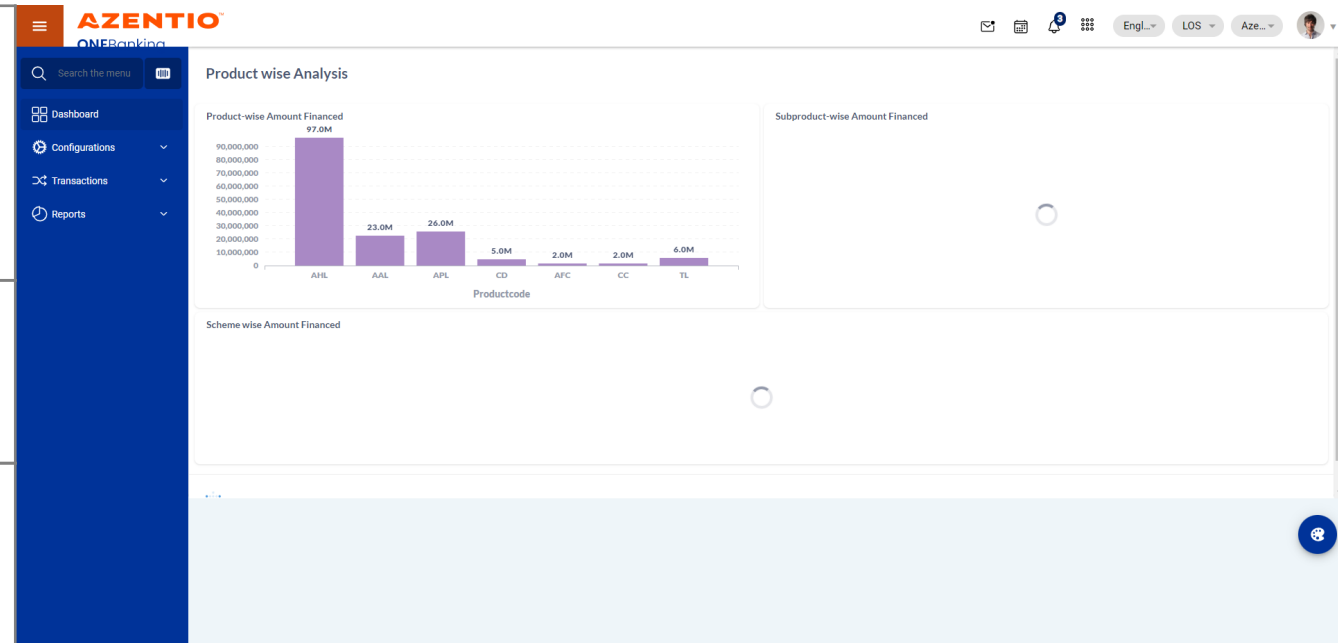 AZENTIO™
ONEBanking
3
Engl...
LOS
Aze...
Search the menu
Dashboard
Configurations
Transactions
Reports
Product wise Analysis
Product-wise Amount Financed
97.0M
90,000,000
80,000,000
70,000,000
60,000,000
50,000,000
40,000,000
30,000,000
20,000,000
10,000,000
0
23.0M
26.0M
5.0M
2.0M
2.0M
6.0M
AHL AAL APL CD AFC CC TL
Productcode
Subproduct-wise Amount Financed
Scheme wise Amount Financed